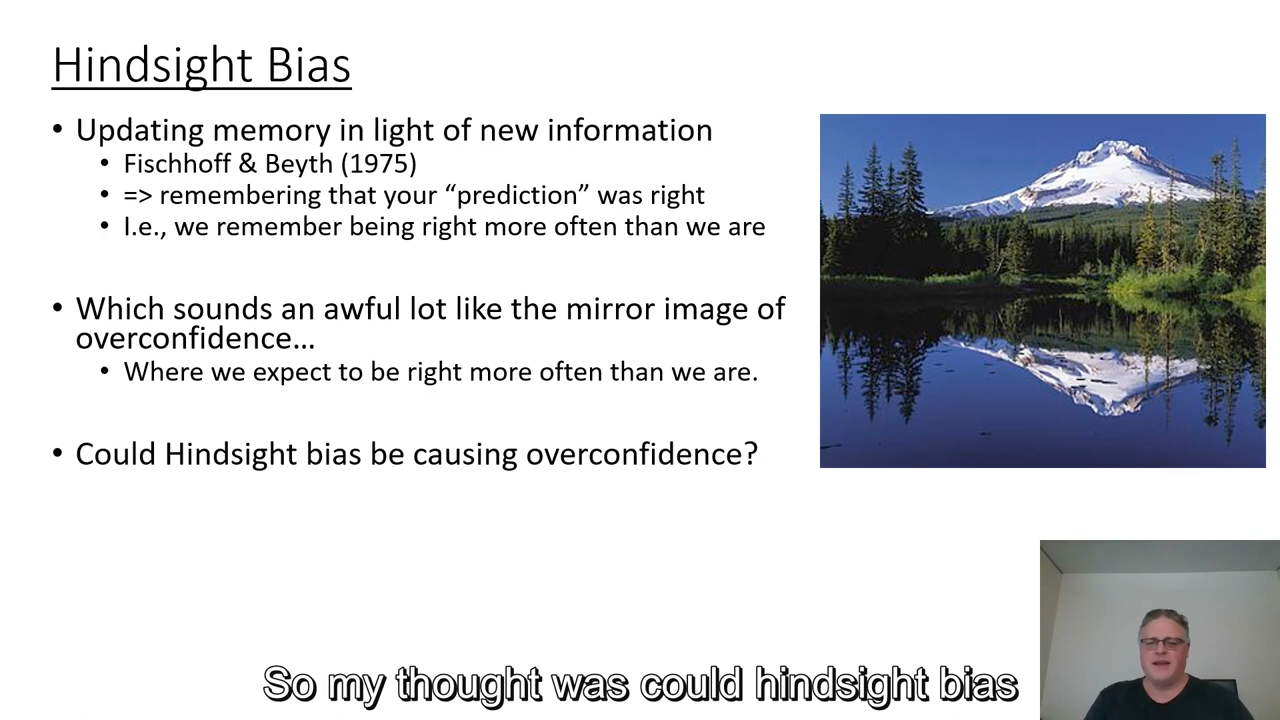 Hindsight Bias
• Updating memory in light of new information
• Fischhoff & Beyth (1975)
• => remembering that your “prediction” was right
• I.e., we remember being right more often than we are
• Which sounds an awful lot like the mirror image of
overconfidence…
• Where we expect to be right more often than we are.
• Could Hindsight bias be causing overconfidence?
So my thought was could hindsight bias